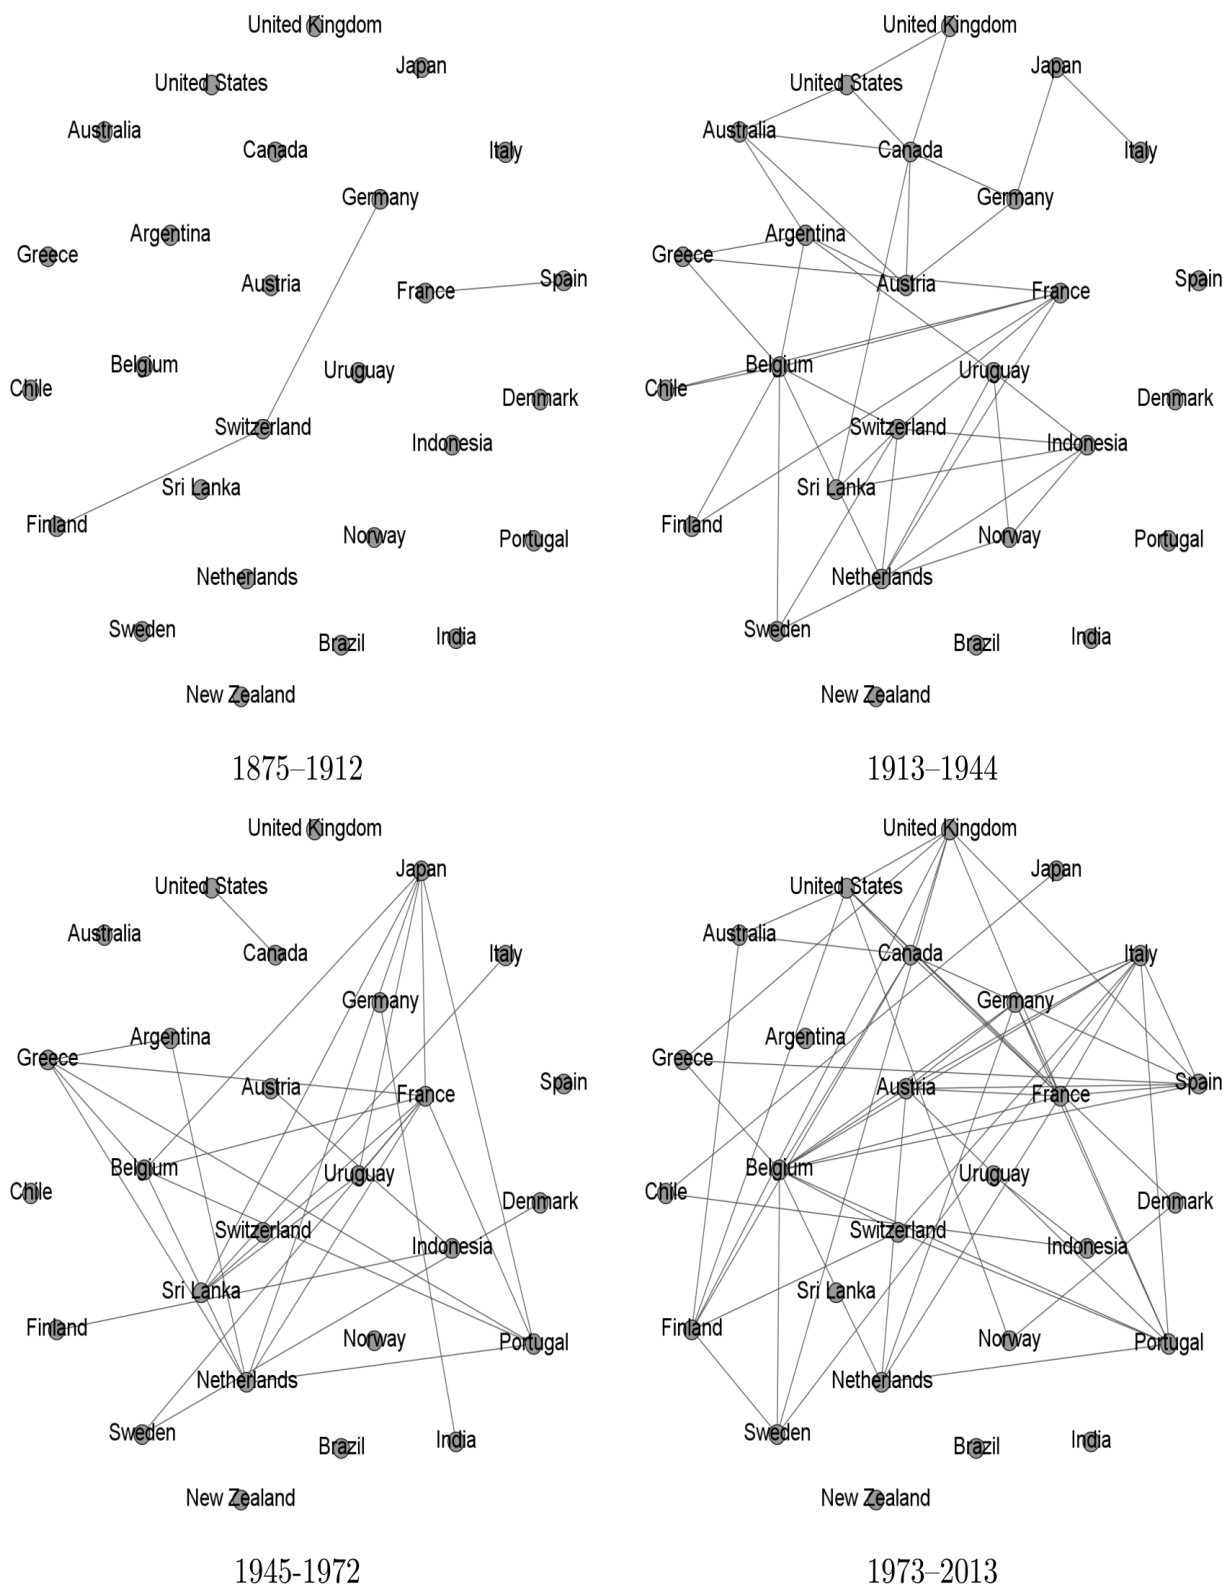 United Kingdom
Japan
United States
Australia
Canada
Italy
Germany
Argentina
Greece
Austria
Spain
France
Belgium
Uruguay
Chile
Denmark
Switzerland
Indonesia
Sri Lanka
Finland
Norway
Portugal
Netherlands
Sweden
Brazil
India
New Zealand
1875–1912
United Kingdom
Japan
United States
Australia
Canada
Italy
Germany
Argentina
Greece
Austria
Spain
France
Belgium
Uruguay
Chile
Denmark
Switzerland
Indonesia
Sri Lanka
Finland
Norway
Portugal
Netherlands
Sweden
Brazil
India
New Zealand
1913–1944
United Kingdom
Japan
United States
Australia
Canada
Italy
Germany
Argentina
Greece
Austria
Spain
France
Belgium
Uruguay
Chile
Denmark
Switzerland
Indonesia
Sri Lanka
Finland
Norway
Portugal
Netherlands
Sweden
Brazil
India
New Zealand
1945-1972
United Kingdom
Japan
United States
Australia
Canada
Italy
Germany
Argentina
Greece
Austria
Spain
France
Belgium
Uruguay
Chile
Denmark
Switzerland
Indonesia
Sri Lanka
Finland
Norway
Portugal
Netherlands
Sweden
Brazil
India
New Zealand
1973–2013